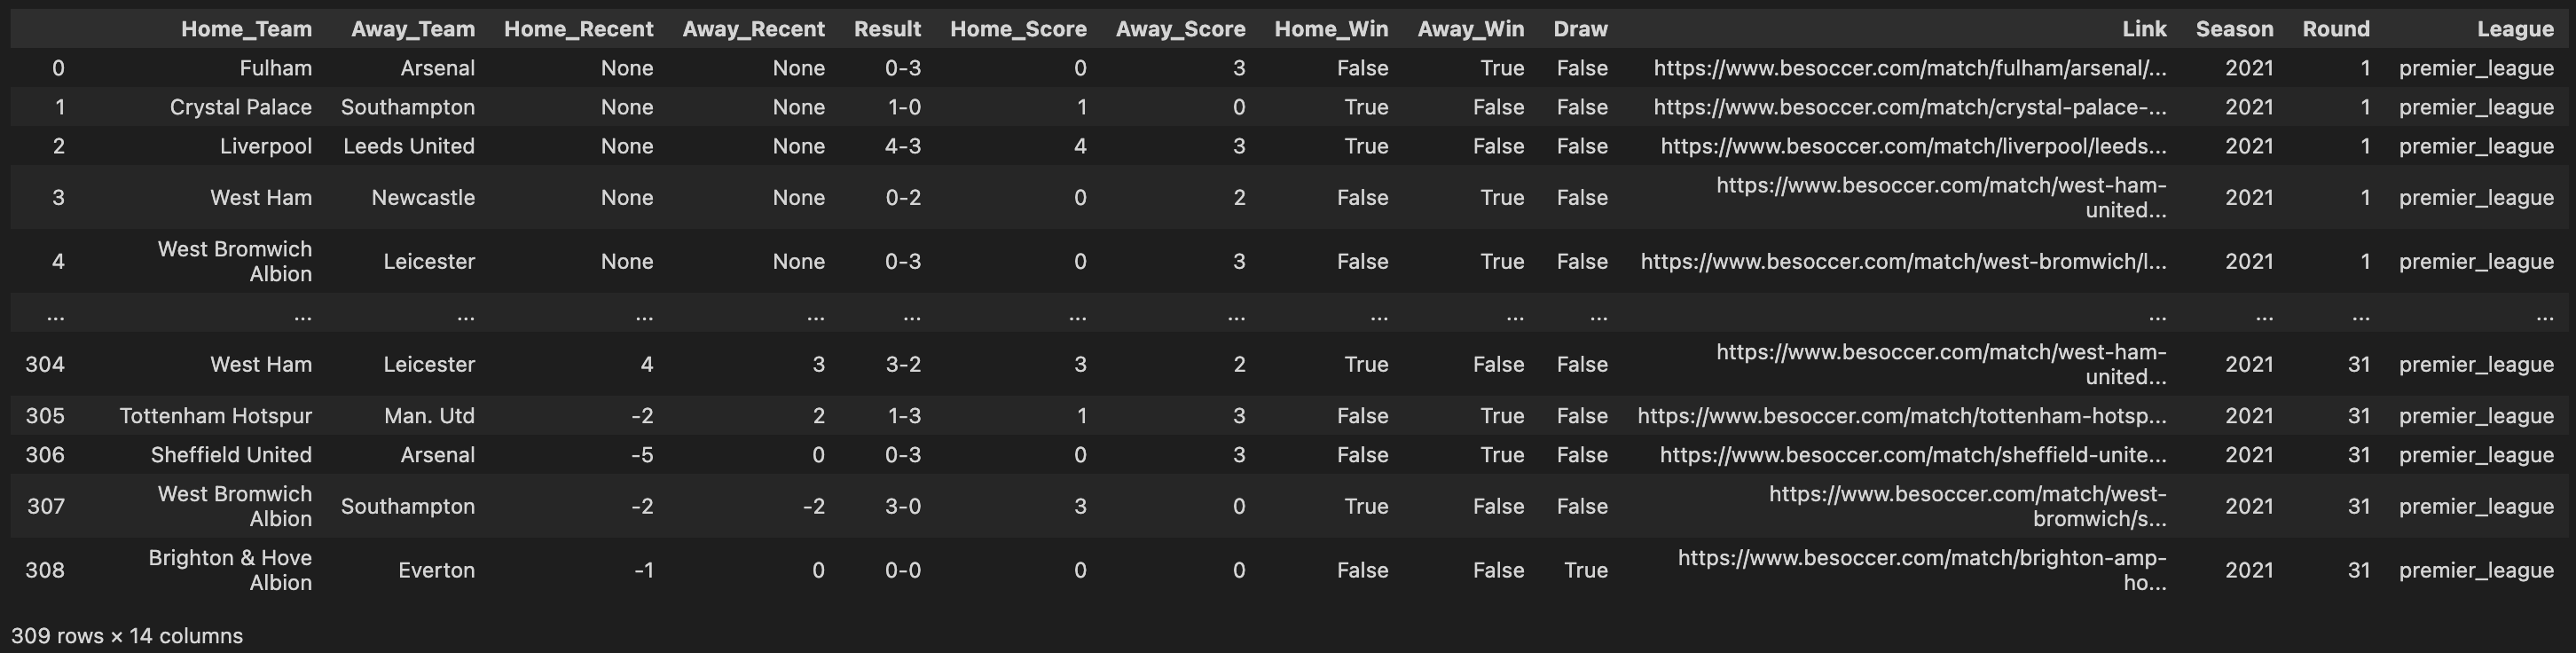 Home_Team Away_Team Home_Recent Away_Recent Result Home_Score Away_Score Home_Win Away_Win Draw Link Season Round League
0 Fulham Arsenal None None 0-3 0 3 False True False https://www.besoccer.com/match/fulham/arsenal/... 2021 1 premier_league
1 Crystal Palace Southampton None None 1-0 1 0 True False False https://www.besoccer.com/match/crystal-palace-... 2021 1 premier_league
2 Liverpool Leeds United None None 4-3 4 3 True False False https://www.besoccer.com/match/liverpool/leeds... 2021 1 premier_league
3 West Ham Newcastle None None 0-2 0 2 False True False https://www.besoccer.com/match/west-ham-
united... 2021 1 premier_league
West Bromwich
Albion
4 Leicester None None 0-3 0 3 False True False https://www.besoccer.com/match/west-bromwich/l... 2021 1 premier_league
... ... ... ... ... ... ... ... ... ... ... ... ... ... ...
304 West Ham Leicester 4 3 3-2 3 2 True False False https://www.besoccer.com/match/west-ham-
united... 2021 31 premier_league
305 Tottenham Hotspur Man. Utd -2 2 1-3 1 3 False True False https://www.besoccer.com/match/tottenham-hotsp... 2021 31 premier_league
306 Sheffield United Arsenal -5 0 0-3 0 3 False True False https://www.besoccer.com/match/sheffield-unite... 2021 31 premier_league
307 West Bromwich
Albion Southampton -2 -2 3-0 3 0 True False False https://www.besoccer.com/match/west-
bromwich/s... 2021 31 premier_league
308 Brighton & Hove
Albion Everton -1 0 0-0 0 0 False False True https://www.besoccer.com/match/brighton-amp-
ho... 2021 31 premier_league
309 rows × 14 columns